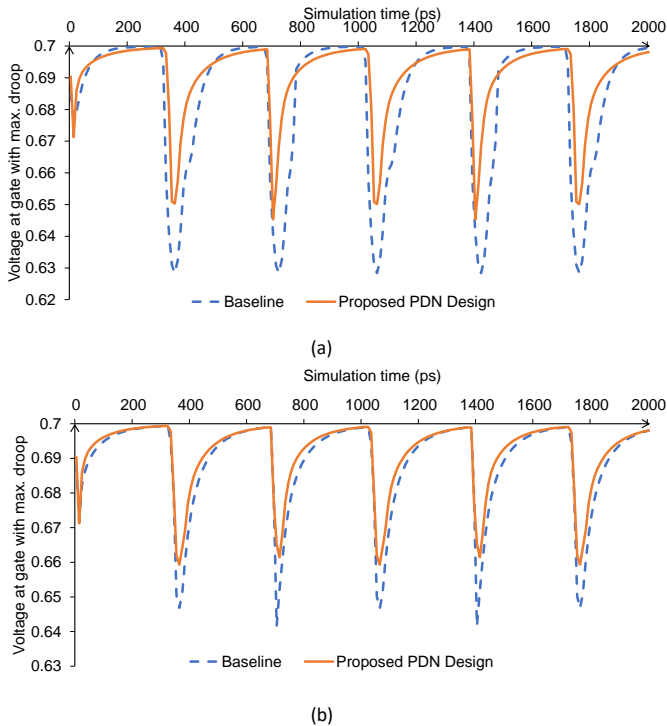 Simulation time (ps)
0 200 400 600 800 1000 1200 1400 1600 1800 2000
0.7
0.69
0.68
0.67
0.66
0.65
0.64
0.63
0.62
Voltage at gate with max. droop
Baseline Proposed PDN Design
(a)
Simulation time (ps)
0 200 400 600 800 1000 1200 1400 1600 1800 2000
0.7
0.69
0.68
0.67
0.66
0.65
0.64
0.63
Voltage at gate with max. droop
Baseline Proposed PDN Design
(b)